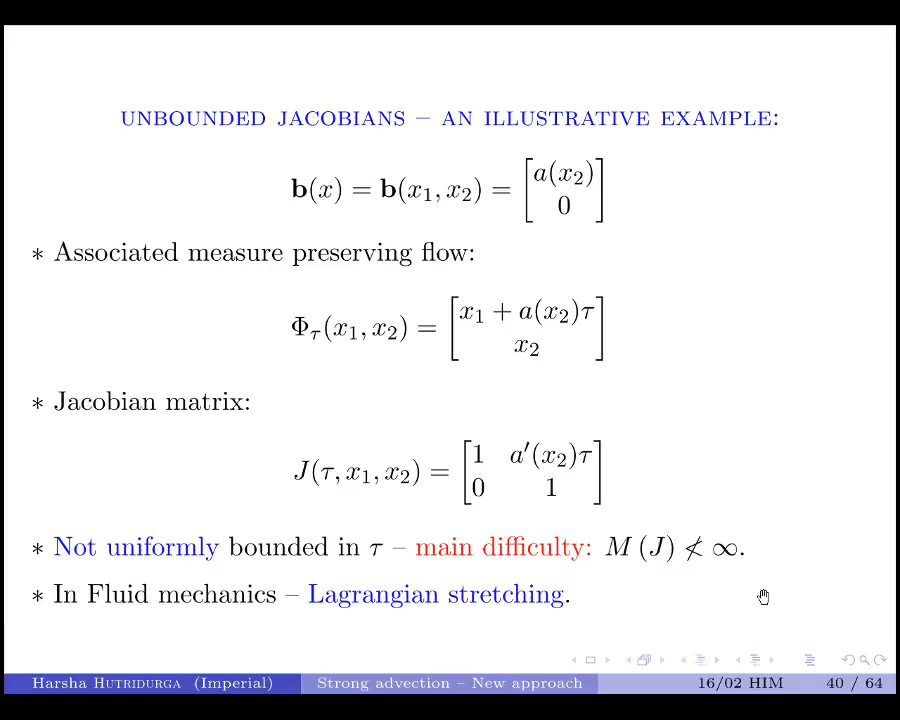 UNBOUNDED JACOBIANS – AN ILLUSTRATIVE EXAMPLE:
b(x) = b(x₁, x₂) = [a(x₂) 0]
∗ Associated measure preserving flow:
Φ_τ(x₁, x₂) = [x₁ + a(x₂)τ x₂]
∗ Jacobian matrix:
J(τ, x₁, x₂) = [1 a′(x₂)τ 0 1]
∗ Not uniformly bounded in τ – main difficulty: M (J) ≮ ∞.
∗ In Fluid mechanics – Lagrangian stretching.
Harsha HUTRIDURGA (Imperial) Strong advection – New approach 16/02 HIM 40 / 64